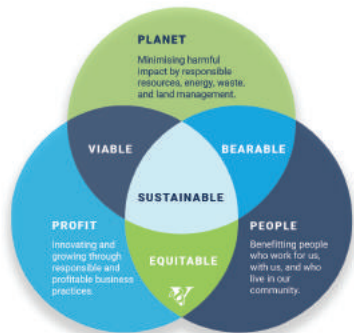 PLANET
Minimising harmful
impact by responsible
resources, energy, waste,
and land management.
VIABLE
BEARABLE
SUSTAINABLE
PROFIT
Innovating and
growing through
responsible and
profitable business
practices.
PEOPLE
Benefitting people
who work for us,
with us, and who
live in our
community.
EQUITABLE